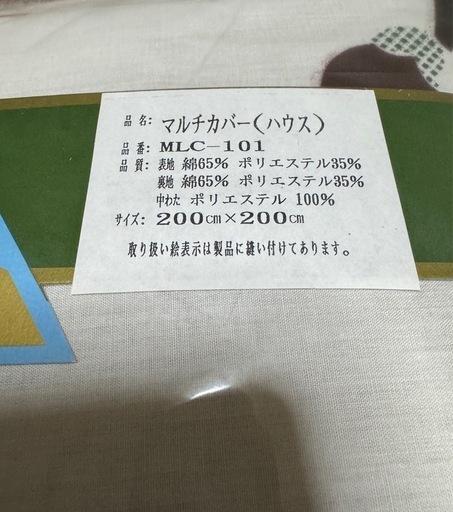 品名: マルチカバー(ハウス)
品番: MLC-101
品質: 表地 綿65% ポリエステル35%
裏地 綿65% ポリエステル35%
中わた ポリエステル 100%
サイズ: 200cm×200cm
取り扱い絵表示は製品に縫い付けてあります。